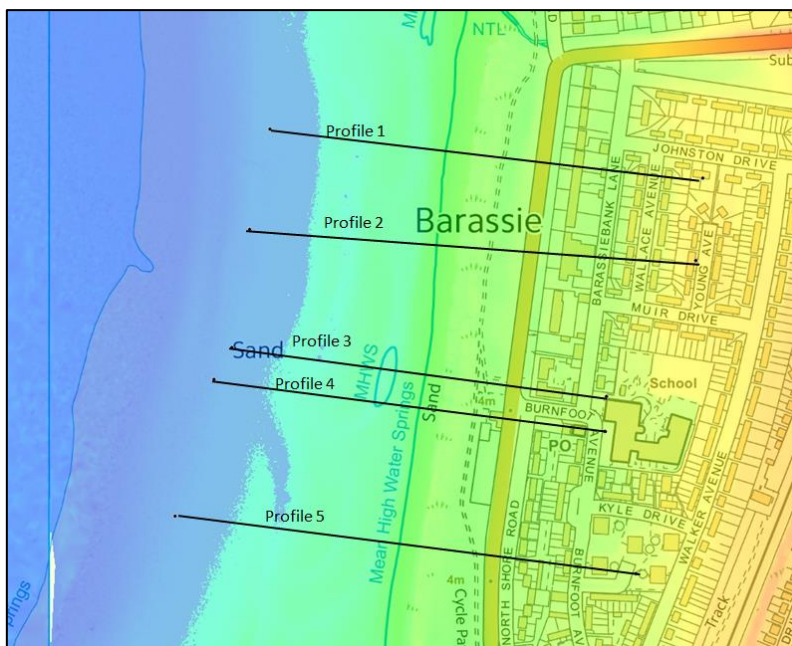 NTL
Sub
Profile 1
JOHNSTON DRIVE
Profile 2
Barassie
BARASSIEBANK LANE
WALLACE AVENUE
YOUNG AVE
MUIR DRIVE
Sand
Profile 3
MHWS
Profile 4
Sand
4m
School
BURNFOOT
AVENUE
PO
Mean High Water Springs
Profile 5
KYLE DRIVE
WALKER AVENUE
prings
4m
Cycle Pa
NORTH SHORE ROAD
BURNFOOT AV
Track